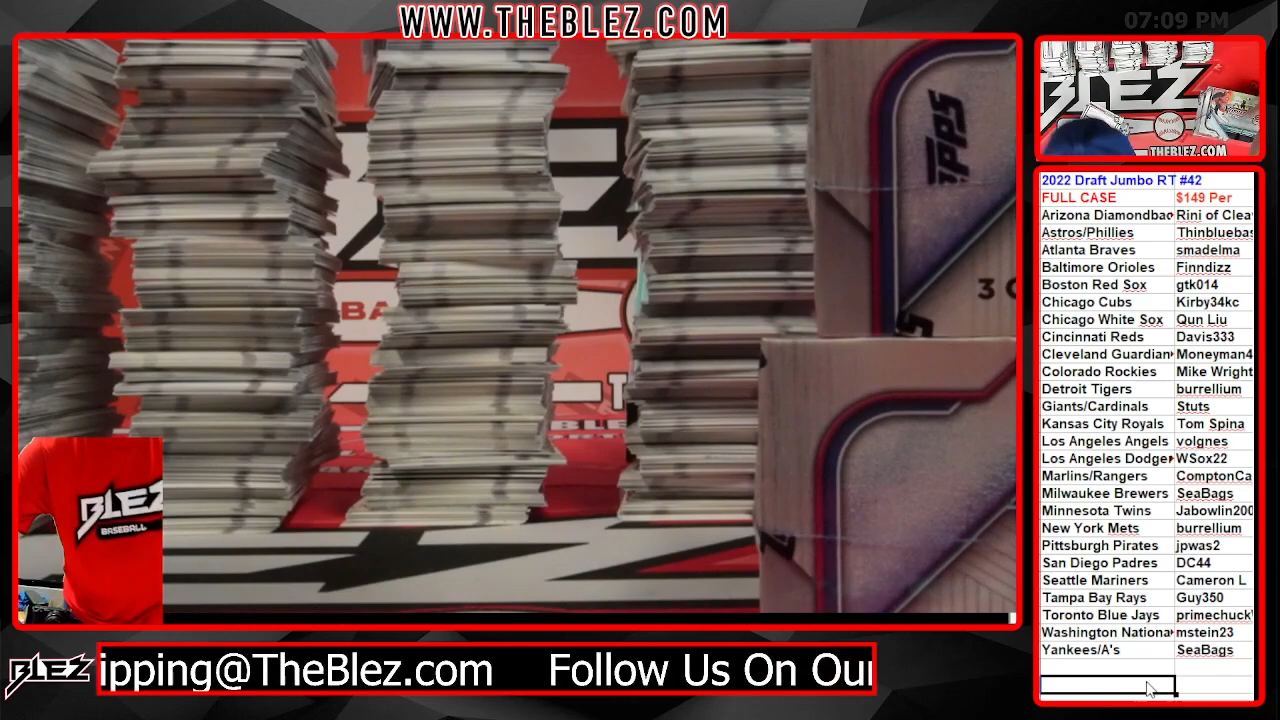 WWW.THEBLEZ.COM
07:09 PM
BLEZ
THEBLEZ.COM
2022 Draft Jumbo RT #42
FULL CASE $149 Per
Arizona Diamondbac Rini of Clea
Astros/Phillies Thinbluebas
Atlanta Braves smadelma
Baltimore Orioles Finndizz
Boston Red Sox gtk014
Chicago Cubs Kirby34kc
Chicago White Sox Qun Liu
Cincinnati Reds Davis333
Cleveland Guardian Moneyman4
Colorado Rockies Mike Wright
Detroit Tigers burrellium
Giants/Cardinals Stuts
Kansas City Royals Tom Spina
Los Angeles Angels volgnes
Los Angeles Dodger WSox22
Marlins/Rangers ComptonCa
Milwaukee Brewers SeaBags
Minnesota Twins Jabowlin200
New York Mets burrellium
Pittsburgh Pirates jpwas2
San Diego Padres DC44
Seattle Mariners Cameron L
Tampa Bay Rays Guy350
Toronto Blue Jays primechuck
Washington Nationa mstein23
Yankees/A's SeaBags
TOPPS
3
BA
BLE
BLEZ
BASEBALL
BLEZ
ipping@TheBlez.com Follow Us On Our